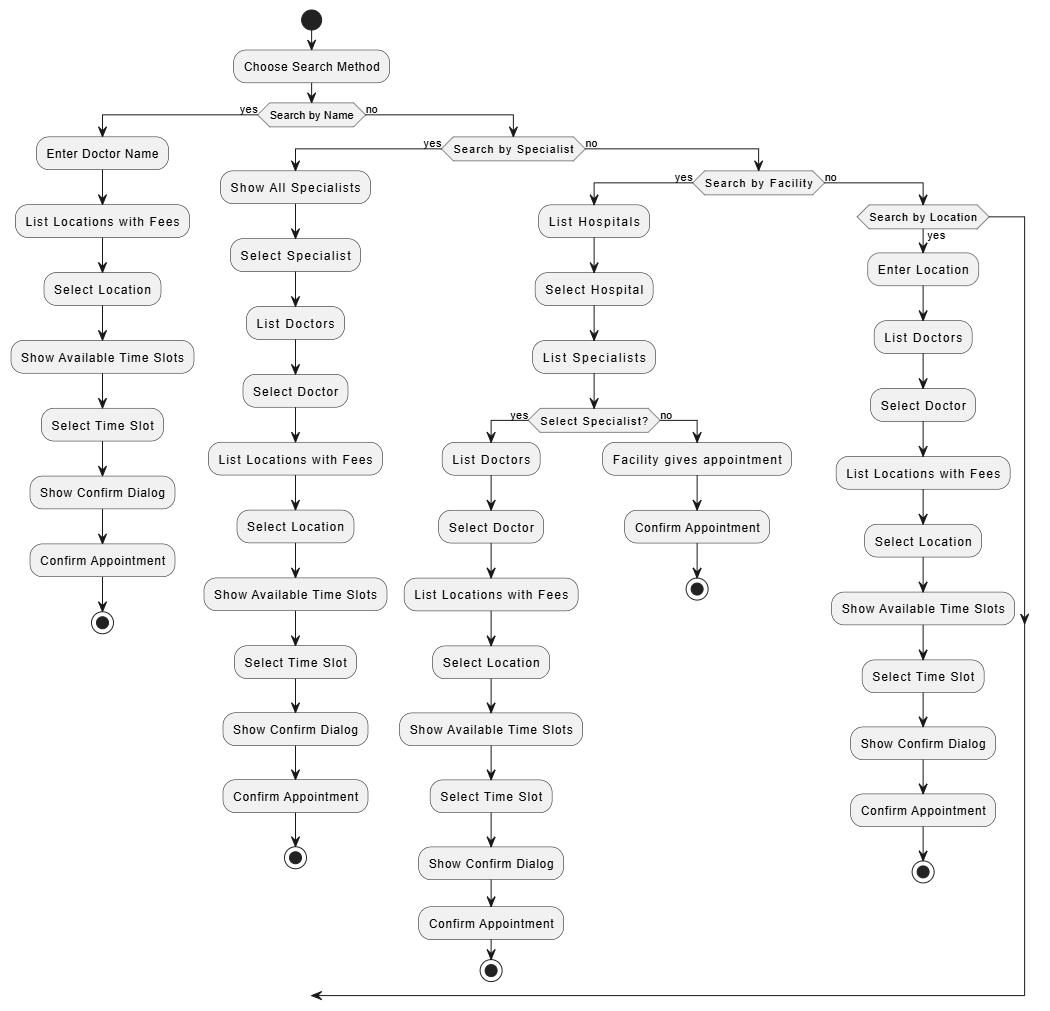 Choose Search Method
yes
Search by Name
no
Enter Doctor Name
List Locations with Fees
Select Location
Show Available Time Slots
Select Time Slot
Show Confirm Dialog
Confirm Appointment
yes
Search by Specialist
no
Show All Specialists
Select Specialist
List Doctors
Select Doctor
List Locations with Fees
Select Location
Show Available Time Slots
Select Time Slot
Show Confirm Dialog
Confirm Appointment
yes
Search by Facility
no
List Hospitals
Select Hospital
List Specialists
yes
Select Specialist?
no
List Doctors
Select Doctor
List Locations with Fees
Select Location
Show Available Time Slots
Select Time Slot
Show Confirm Dialog
Confirm Appointment
Facility gives appointment
Confirm Appointment
Search by Location
yes
Enter Location
List Doctors
Select Doctor
List Locations with Fees
Select Location
Show Available Time Slots
Select Time Slot
Show Confirm Dialog
Confirm Appointment